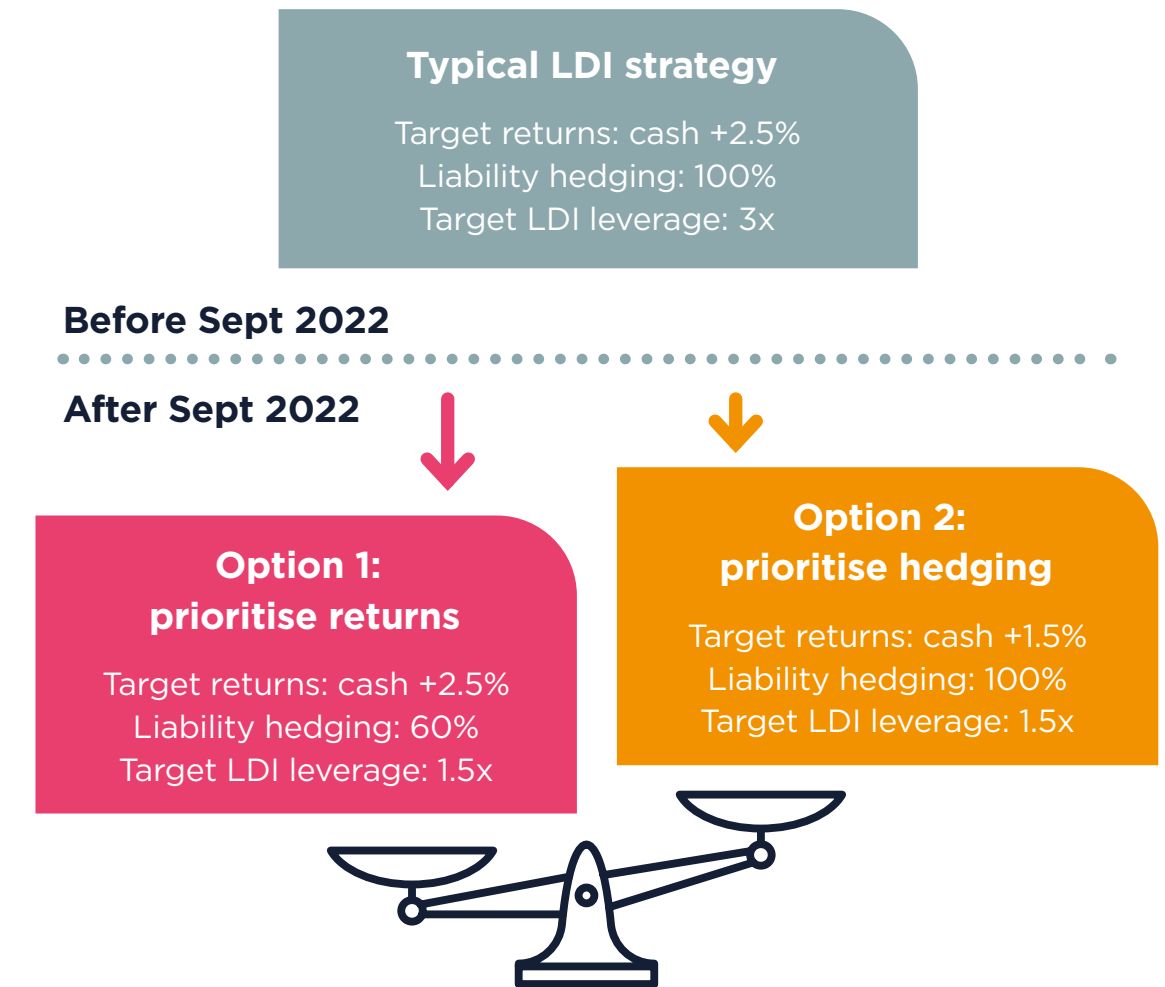 Typical LDI strategy
Target returns: cash +2.5%
Liability hedging: 100%
Target LDI leverage: 3x
Before Sept 2022
After Sept 2022
Option 1:
prioritise returns
Target returns: cash +2.5%
Liability hedging: 60%
Target LDI leverage: 1.5x
Option 2:
prioritise hedging
Target returns: cash +1.5%
Liability hedging: 100%
Target LDI leverage: 1.5x